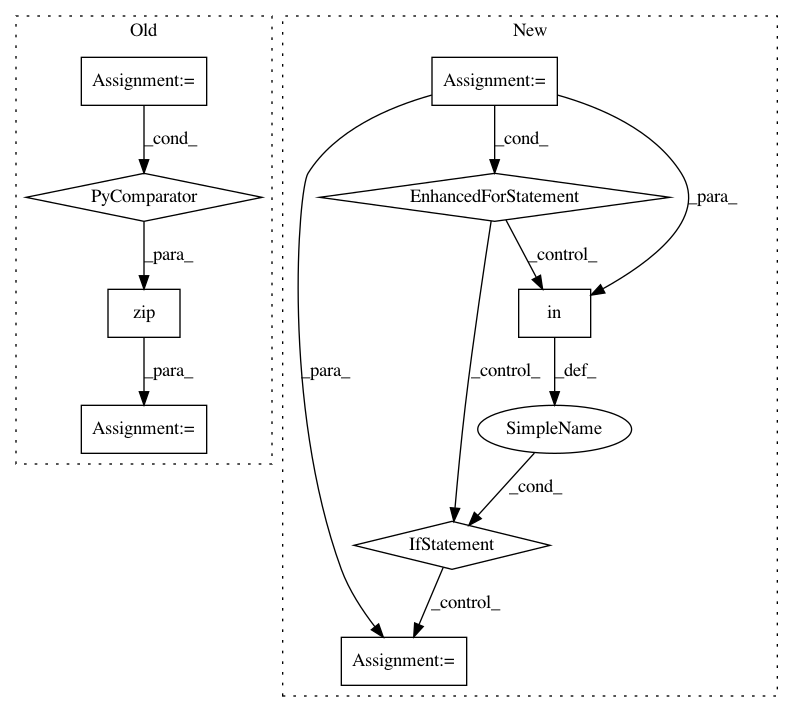 Old
New
Assignment:=
Assignment:=
_cond_
_cond_
PyComparator
EnhancedForStatement
_para_
_para_
_control_
zip
in
_para_
_para_
_control_
_def_
Assignment:=
SimpleName
_cond_
IfStatement
_control_
Assignment:=